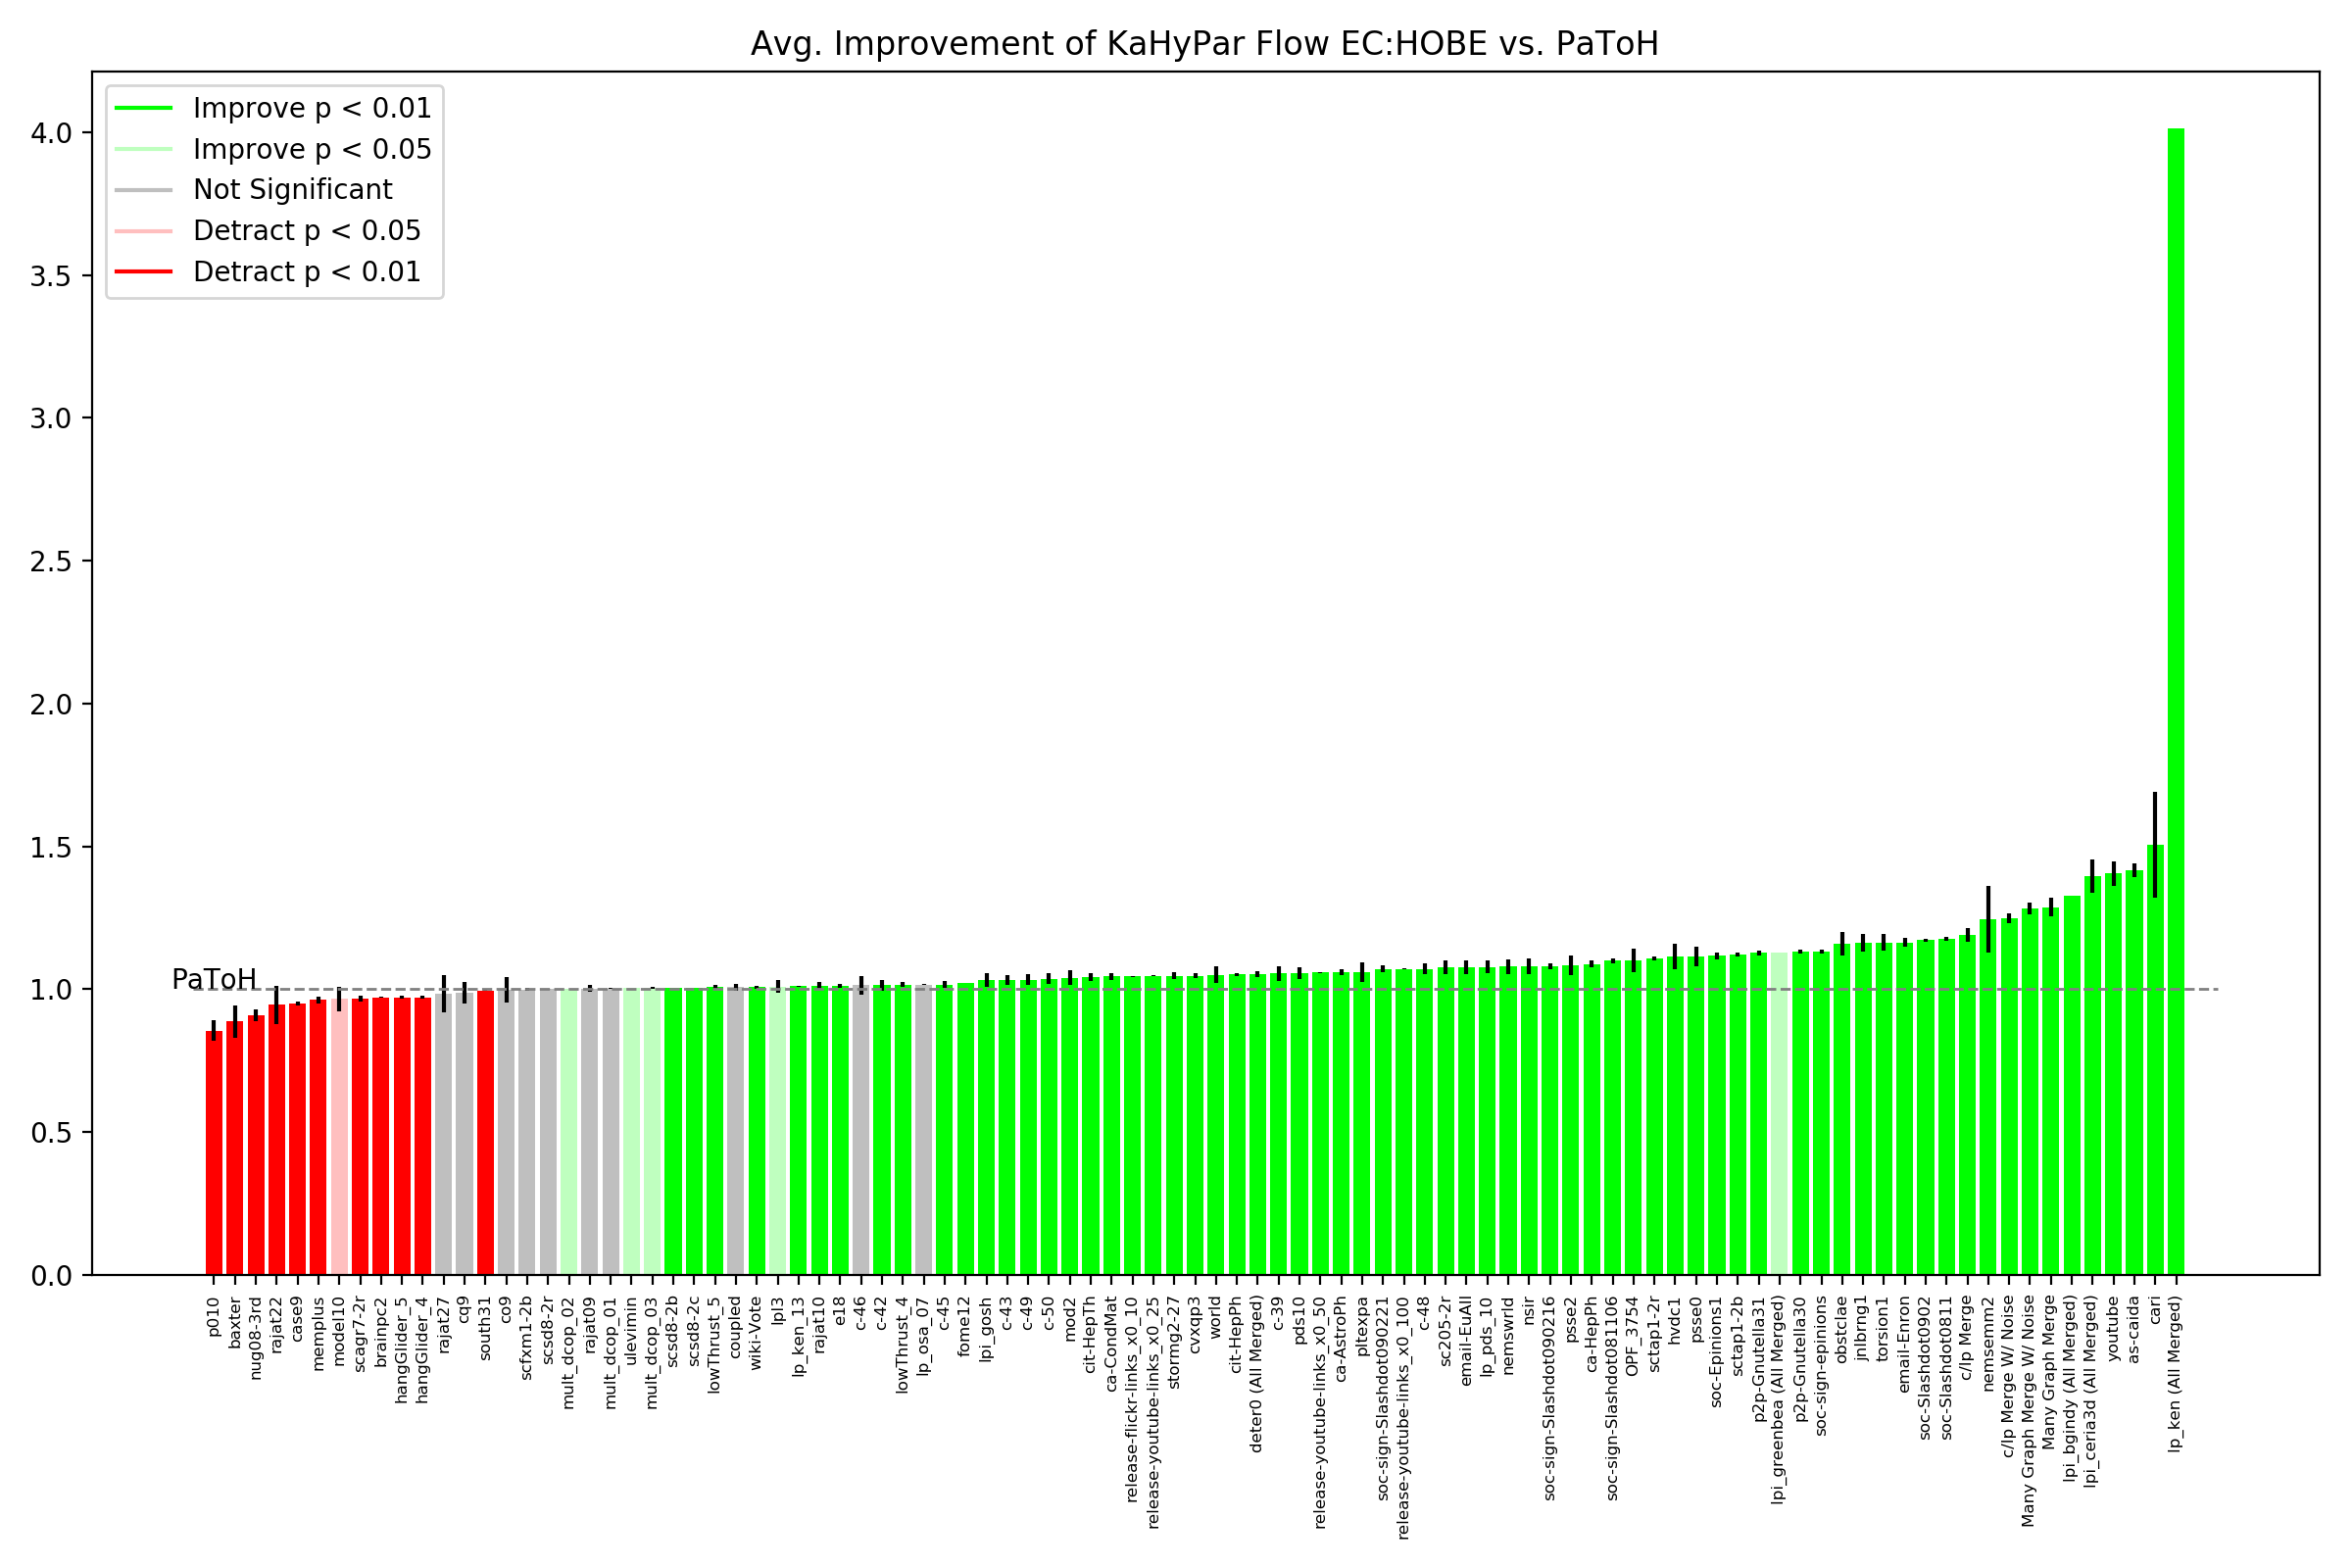 Avg. Improvement of KaHyPar Flow EC:HOBE vs. PaToH
Improve p < 0.01
Improve p < 0.05
Not Significant
Detract p < 0.05
Detract p < 0.01
4.0
3.5
3.0
2.5
2.0
1.5
1.0
0.5
0.0
PaToH
p010
baxter
nug08-3rd
rajat22
case9
memplus
model10
scagr7-2r
brainpc2
hangGlider_5
hangGlider_4
rajat27
cq9
south31
co9
scfxm1-2b
scsd8-2r
mult_dcop_02
rajat09
mult_dcop_01
ulevimin
mult_dcop_03
scsd8-2b
scsd8-2c
lowThrust_5
coupled
wiki-Vote
lpl3
lp_ken_13
rajat10
e18
c-46
c-42
lowThrust_4
lp_osa_07
c-45
fome12
lpi_gosh
c-43
c-49
c-50
mod2
cit-HepTh
ca-CondMat
release-flickr-links_x0_10
release-youtube-links_x0_25
stormg2-27
cvxqp3
world
cit-HepPh
deter0 (All Merged)
c-39
pds10
release-youtube-links_x0_50
ca-AstroPh
pltexpa
soc-sign-Slashdot090221
release-youtube-links_x0_100
c-48
sc205-2r
email-EuAll
lp_pds_10
nemswrld
nsir
soc-sign-Slashdot090216
psse2
ca-HepPh
soc-sign-Slashdot081106
OPF_3754
sctap1-2r
hvdc1
psse0
soc-Epinions1
sctap1-2b
p2p-Gnutella31
lpi_greenbea (All Merged)
p2p-Gnutella30
soc-sign-epinions
obstclae
jnlbrng1
torsion1
email-Enron
soc-Slashdot0902
soc-Slashdot0811
c/lp Merge
nemsemm2
c/lp Merge W/ Noise
Many Graph Merge W/ Noise
Many Graph Merge
lpi_bgindy (All Merged)
lpi_ceria3d (All Merged)
youtube
as-caida
cari
lp_ken (All Merged)